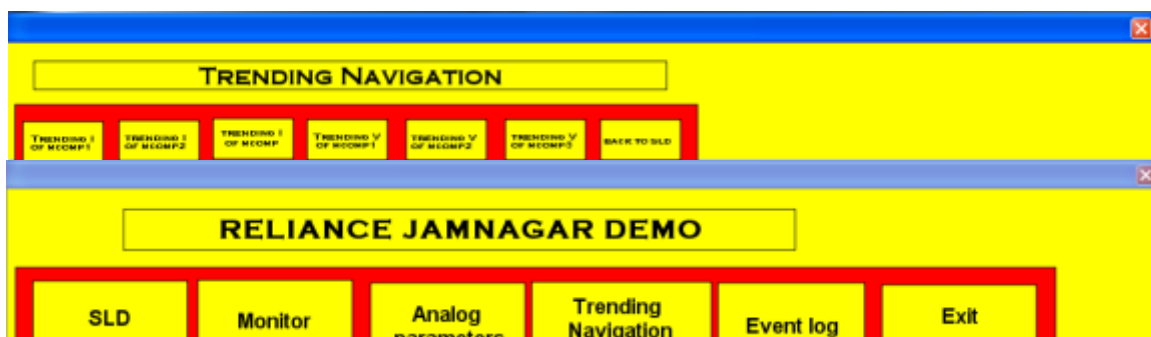 TRENDING NAVIGATION
TRENDING I
OF MCOMP1
TRENDING I
OF MCOMP2
TRENDING I
OF MCOMP
TRENDING V
OF MCOMP1
TRENDING V
OF MCOMP2
TRENDING V
OF MCOMP3
BACK TO SLD
RELIANCE JAMNAGAR DEMO
SLD
Monitor
Analog
parameters
Trending
Navigation
Event log
Exit